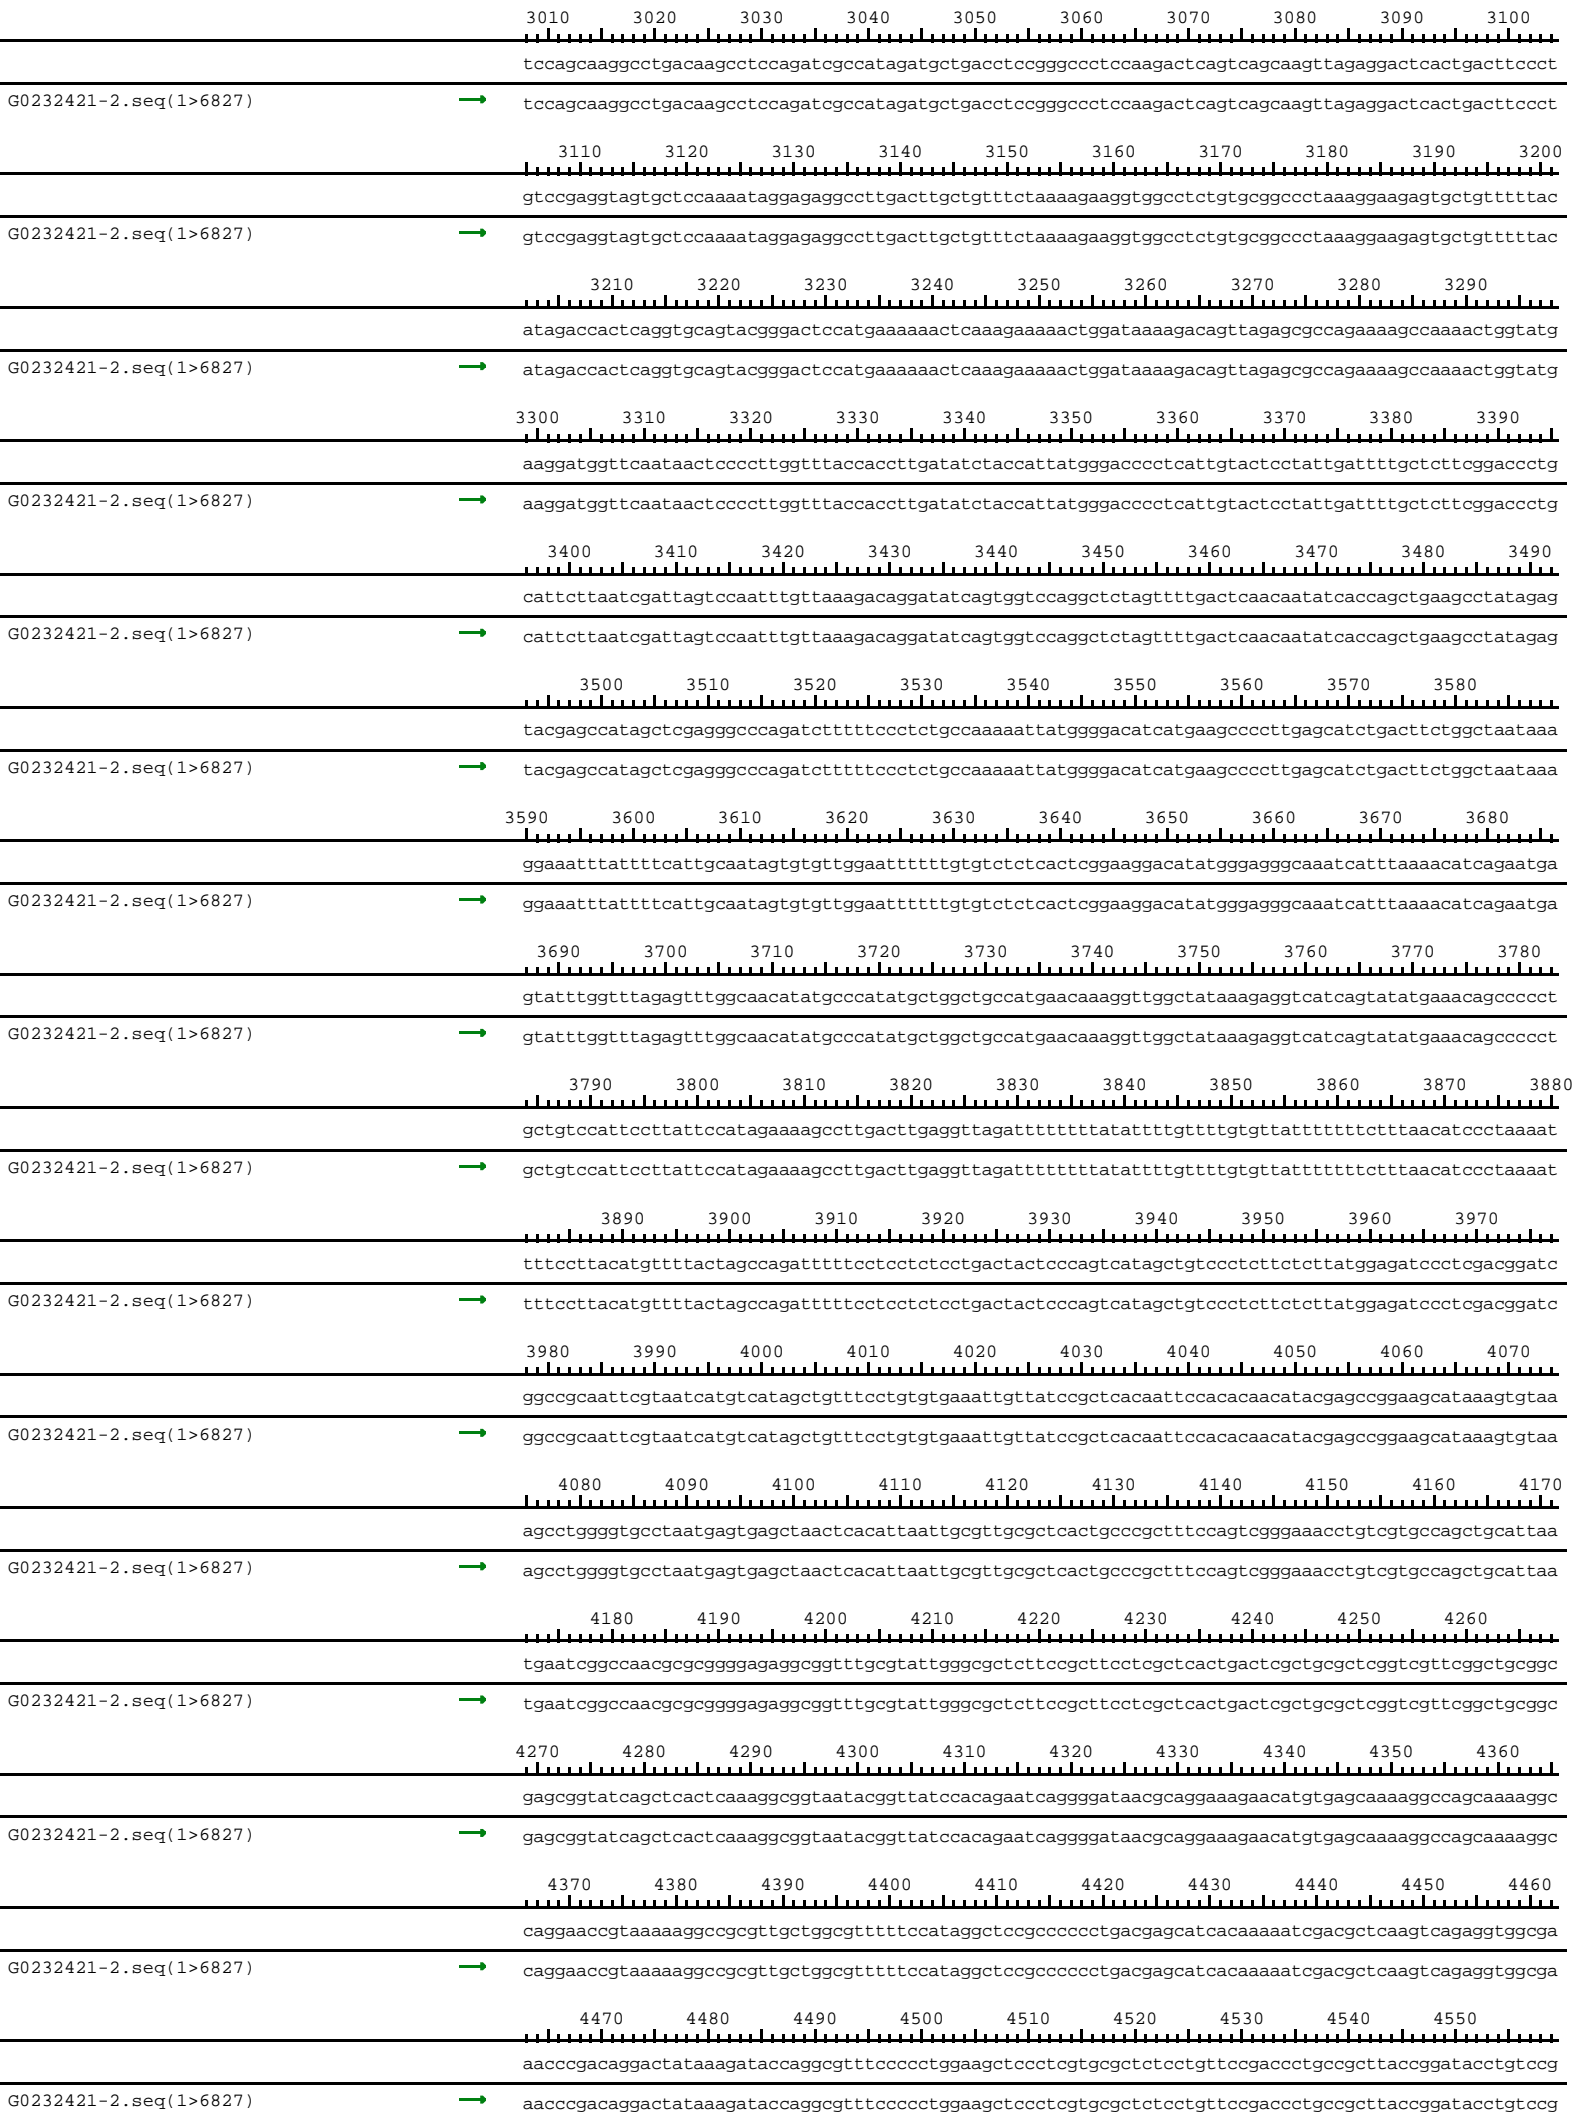 3010 3020 3030 3040 3050 3060 3070 3080 3090 3100
tccagcaaggcctgacaagcctccagatcgccatagatgctgacctccgggccctccaagactcagtcagcaagttagaggactcactgacttccct
G0232421-2.seq(1>6827) → tccagcaaggcctgacaagcctccagatcgccatagatgctgacctccgggccctccaagactcagtcagcaagttagaggactcactgacttccct
3110 3120 3130 3140 3150 3160 3170 3180 3190 3200
gtccgaggtagtgctccaaaataggagaggccttgacttgctgtttctaaaagaaggtggcctctgtgcggccctaaaggaagagtgctgtttttac
G0232421-2.seq(1>6827) → gtccgaggtagtgctccaaaataggagaggccttgacttgctgtttctaaaagaaggtggcctctgtgcggccctaaaggaagagtgctgtttttac
3210 3220 3230 3240 3250 3260 3270 3280 3290
atagaccactcaggtgcagtacgggactccatgaaaaaactcaaagaaaaactggataaaagacagttagagcgccagaaaagccaaaactggtatg
G0232421-2.seq(1>6827) → atagaccactcaggtgcagtacgggactccatgaaaaaactcaaagaaaaactggataaaagacagttagagcgccagaaaagccaaaactggtatg
3300 3310 3320 3330 3340 3350 3360 3370 3380 3390
aaggatggttcaataactccccttggtttaccaccttgatatctaccattatgggacccctcattgtactcctattgattttgctcttcggaccctg
G0232421-2.seq(1>6827) → aaggatggttcaataactccccttggtttaccaccttgatatctaccattatgggacccctcattgtactcctattgattttgctcttcggaccctg
3400 3410 3420 3430 3440 3450 3460 3470 3480 3490
cattcttaatcgattagtccaatttgttaaagacaggatatcagtggtccaggctctagttttgactcaacaatatcaccagctgaagcctatagag
G0232421-2.seq(1>6827) → cattcttaatcgattagtccaatttgttaaagacaggatatcagtggtccaggctctagttttgactcaacaatatcaccagctgaagcctatagag
3500 3510 3520 3530 3540 3550 3560 3570 3580
tacgagccatagctcgagggcccagatctttttccctctgccaaaaattatggggacatcatgaagccccttgagcatctgacttctggctaataaa
G0232421-2.seq(1>6827) → tacgagccatagctcgagggcccagatctttttccctctgccaaaaattatggggacatcatgaagccccttgagcatctgacttctggctaataaa
3590 3600 3610 3620 3630 3640 3650 3660 3670 3680
ggaaatttattttcattgcaatagtgtgttggaattttttgtgtctctcactcggaaggacatatgggagggcaaatcatttaaaacatcagaatga
G0232421-2.seq(1>6827) → ggaaatttattttcattgcaatagtgtgttggaattttttgtgtctctcactcggaaggacatatgggagggcaaatcatttaaaacatcagaatga
3690 3700 3710 3720 3730 3740 3750 3760 3770 3780
gtatttggtttagagtttggcaacatatgcccatatgctggctgccatgaacaaaggttggctataaagaggtcatcagtatatgaaacagccccct
G0232421-2.seq(1>6827) → gtatttggtttagagtttggcaacatatgcccatatgctggctgccatgaacaaaggttggctataaagaggtcatcagtatatgaaacagccccct
3790 3800 3810 3820 3830 3840 3850 3860 3870 3880
gctgtccattccttattccatagaaaagccttgacttgaggttagattttttttatattttgttttgtgttatttttttctttaacatccctaaaat
G0232421-2.seq(1>6827) → gctgtccattccttattccatagaaaagccttgacttgaggttagattttttttatattttgttttgtgttatttttttctttaacatccctaaaat
3890 3900 3910 3920 3930 3940 3950 3960 3970
tttccttacatgttttactagccagatttttcctcctctcctgactactcccagtcatagctgtccctcttctcttatggagatccctcgacggatc
G0232421-2.seq(1>6827) → tttccttacatgttttactagccagatttttcctcctctcctgactactcccagtcatagctgtccctcttctcttatggagatccctcgacggatc
3980 3990 4000 4010 4020 4030 4040 4050 4060 4070
ggccgcaattcgtaatcatgtcatagctgtttcctgtgtgaaattgttatccgctcacaattccacacaacatacgagccggaagcataaagtgtaa
G0232421-2.seq(1>6827) → ggccgcaattcgtaatcatgtcatagctgtttcctgtgtgaaattgttatccgctcacaattccacacaacatacgagccggaagcataaagtgtaa
4080 4090 4100 4110 4120 4130 4140 4150 4160 4170
agcctggggtgcctaatgagtgagctaactcacattaattgcgttgcgctcactgcccgctttccagtcgggaaacctgtcgtgccagctgcattaa
G0232421-2.seq(1>6827) → agcctggggtgcctaatgagtgagctaactcacattaattgcgttgcgctcactgcccgctttccagtcgggaaacctgtcgtgccagctgcattaa
4180 4190 4200 4210 4220 4230 4240 4250 4260
tgaatcggccaacgcgcggggagaggcggtttgcgtattgggcgctcttccgcttcctcgctcactgactcgctgcgctcggtcgttcggctgcggc
G0232421-2.seq(1>6827) → tgaatcggccaacgcgcggggagaggcggtttgcgtattgggcgctcttccgcttcctcgctcactgactcgctgcgctcggtcgttcggctgcggc
4270 4280 4290 4300 4310 4320 4330 4340 4350 4360
gagcggtatcagctcactcaaaggcggtaatacggttatccacagaatcaggggataacgcaggaaagaacatgtgagcaaaaggccagcaaaaggc
G0232421-2.seq(1>6827) → gagcggtatcagctcactcaaaggcggtaatacggttatccacagaatcaggggataacgcaggaaagaacatgtgagcaaaaggccagcaaaaggc
4370 4380 4390 4400 4410 4420 4430 4440 4450 4460
caggaaccgtaaaaaggccgcgttgctggcgtttttccataggctccgcccccctgacgagcatcacaaaaatcgacgctcaagtcagaggtggcga
G0232421-2.seq(1>6827) → caggaaccgtaaaaaggccgcgttgctggcgtttttccataggctccgcccccctgacgagcatcacaaaaatcgacgctcaagtcagaggtggcga
4470 4480 4490 4500 4510 4520 4530 4540 4550
aacccgacaggactataaagataccaggcgtttccccctggaagctccctcgtgcgctctcctgttccgaccctgccgcttaccggatacctgtccg
G0232421-2.seq(1>6827) → aacccgacaggactataaagataccaggcgtttccccctggaagctccctcgtgcgctctcctgttccgaccctgccgcttaccggatacctgtccg